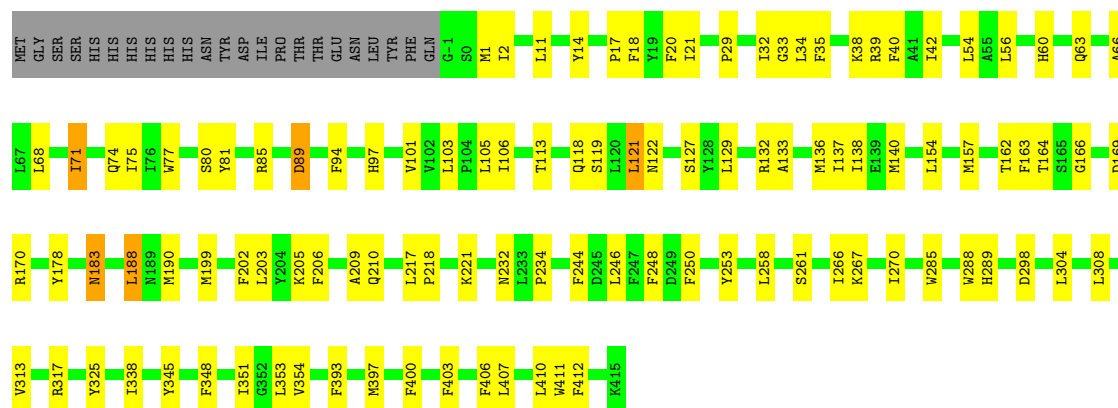 MET GLY SER SER HIS HIS HIS HIS HIS HIS ASN TYR ASP ILE PRO THR THR GLU ASN LEU TYR PHE GLN G-1 S0 M1 I2 L11 Y14 P17 F18 Y19 F20 I21 P29 I32 G33 L34 F35 K38 R39 F40 A41 I42 L54 A55 L56 H60 Q63 A66
L67 L68 I71 Q74 I75 I76 W77 S80 Y81 R85 D89 F94 H97 V101 V102 L103 P104 L105 I106 T113 Q118 S119 L120 L121 N122 S127 Y128 L129 R132 A133 M136 I137 I138 E139 M140 L154 M157 T162 F163 T164 S165 G166 D169
R170 Y178 N183 L188 N189 M190 M199 F202 L203 Y204 K205 F206 A209 Q210 L217 P218 K221 N232 L233 P234 F244 D245 L246 F247 F248 D249 F250 Y253 L258 S261 I266 K267 I270 W285 W288 H289 D298 L304 L308
V313 R317 Y325 I338 Y345 F348 I351 G352 L353 V354 F393 M397 F400 F403 F406 L407 L410 W411 F412 K415